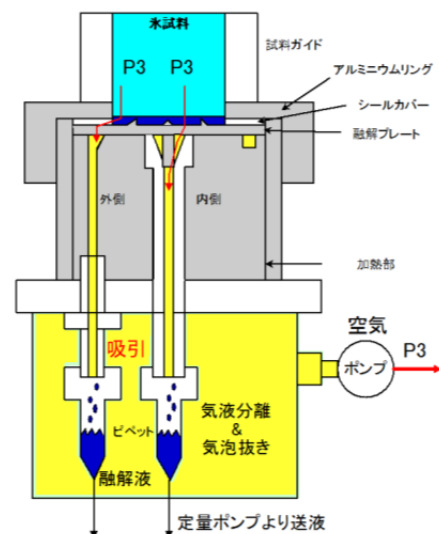 氷試料
P3
P3
試料ガイド
アルミニウムリング
シールカバー
融解プレート
外側
内側
加熱部
吸引
空気
ポンプ
P3
ピペット
気液分離
&
気泡抜き
融解液
定量ポンプより送液